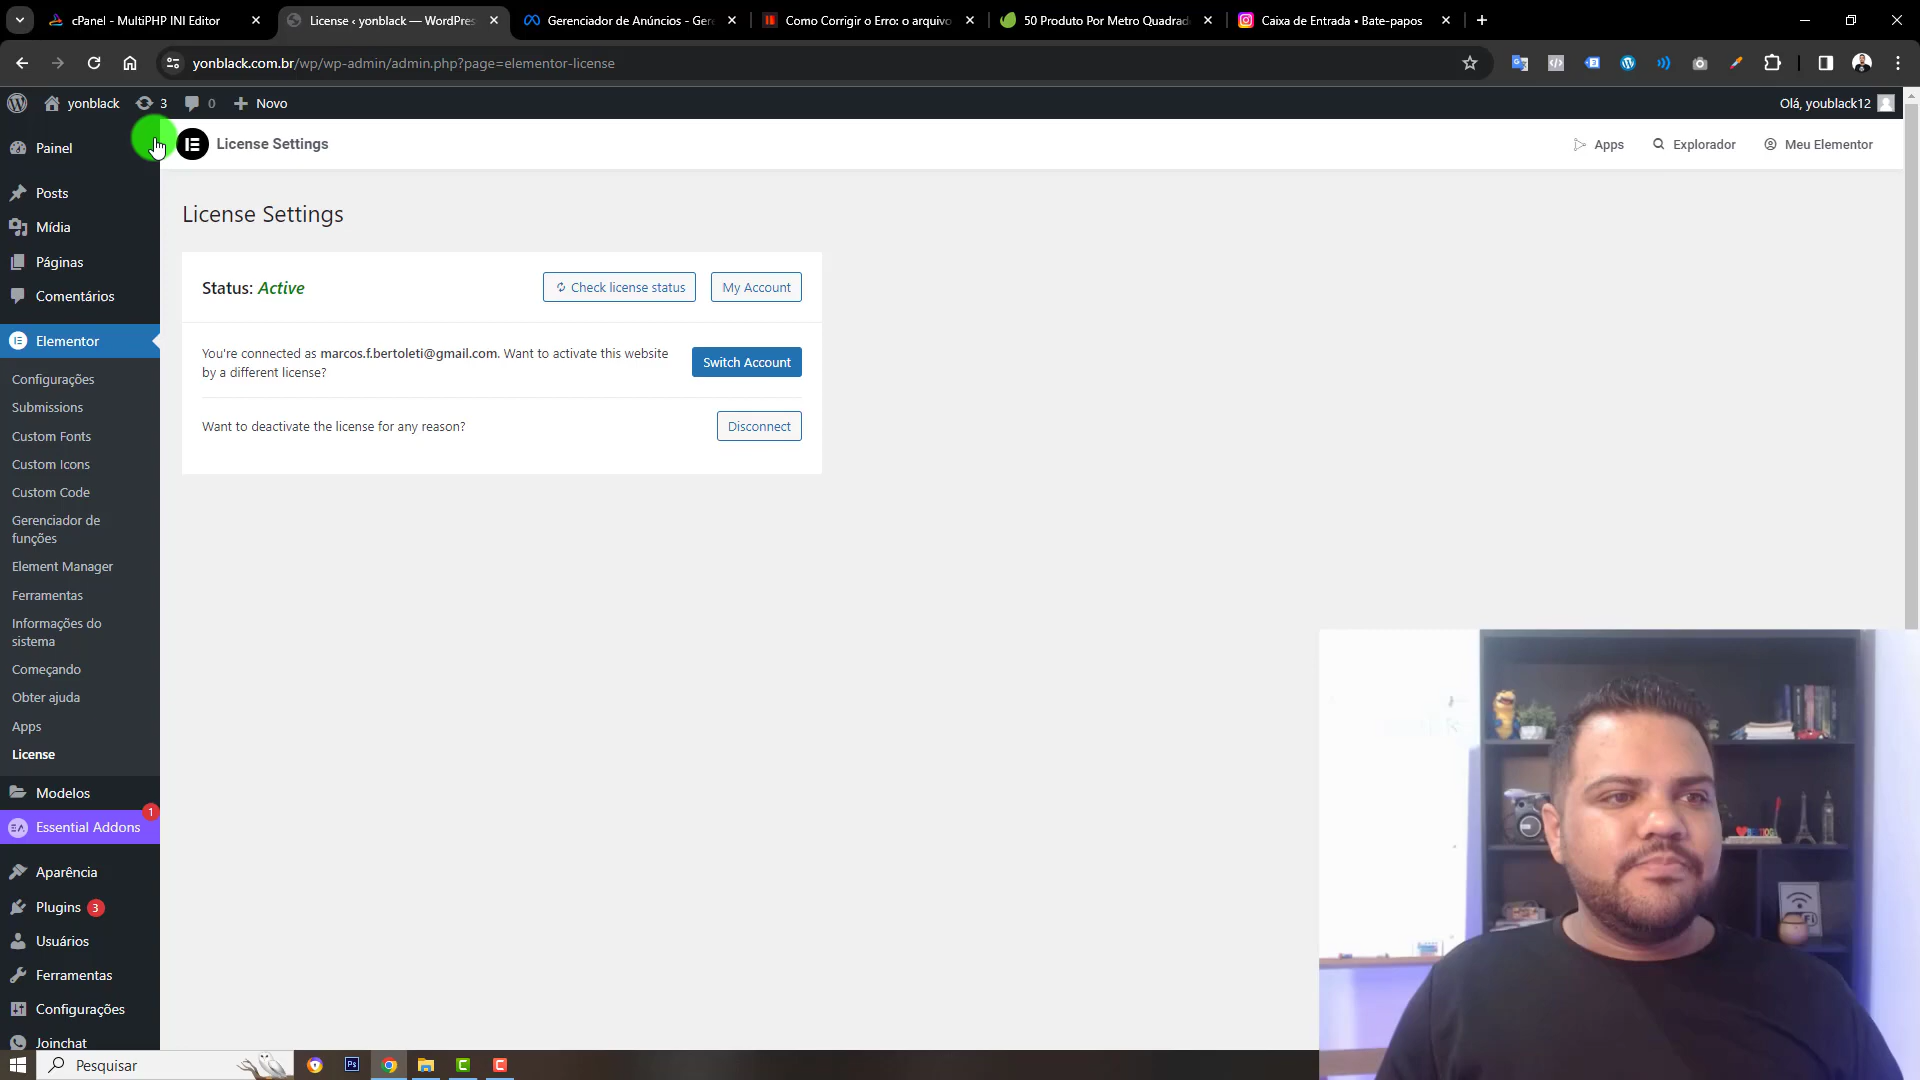 cPanel - MultiPHP INI Editor
License ‹ yonblack — WordPres
Gerenciador de Anúncios - Ger
Como Corrigir o Erro: o arquivo
50 Produto Por Metro Quadrad
Caixa de Entrada • Bate-papos
yonblack.com.br/wp/wp-admin/admin.php?page=elementor-license
yonblack
3
0
Novo
Olá, youblack12
License Settings
Apps
Explorador
Meu Elementor
Painel
Posts
Mídia
Páginas
Comentários
Elementor
Configurações
Submissions
Custom Fonts
Custom Icons
Custom Code
Gerenciador de
funções
Element Manager
Ferramentas
Informações do
sistema
Começando
Obter ajuda
Apps
License
Modelos
Essential Addons
1
Aparência
Plugins 3
Usuários
Ferramentas
Configurações
Joinchat
License Settings
Status: Active
Check license status
My Account
You're connected as marcos.f.bertoleti@gmail.com. Want to activate this website
by a different license?
Switch Account
Want to deactivate the license for any reason?
Disconnect
Pesquisar